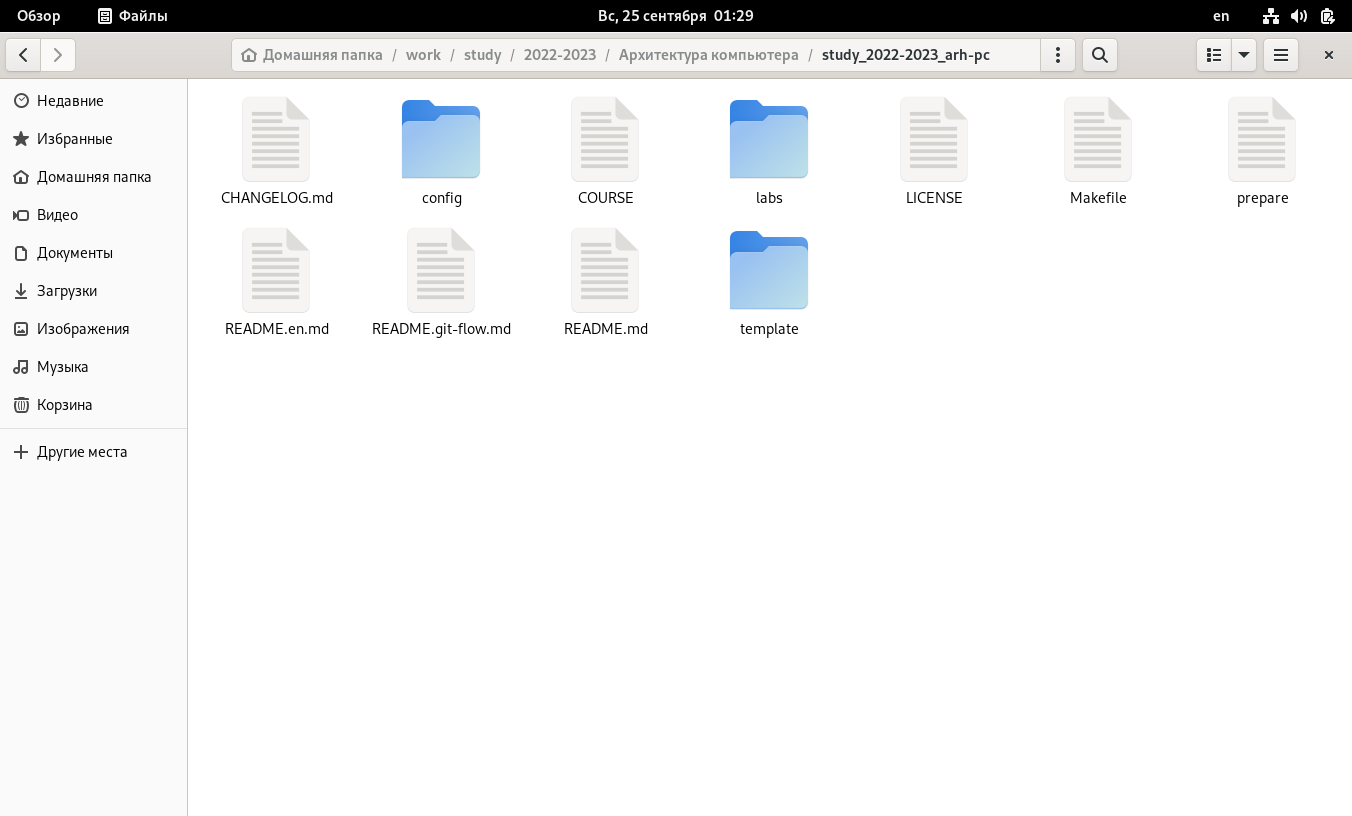 Обзор Файлы Вс, 25 сентября 01:29 en
Домашняя папка / work / study / 2022-2023 / Архитектура компьютера / study_2022-2023_arh-pc
Недавние
Избранные
Домашняя папка
Видео
Документы
Загрузки
Изображения
Музыка
Корзина
Другие места
CHANGELOG.md config COURSE labs LICENSE Makefile prepare
README.en.md README.git-flow.md README.md template